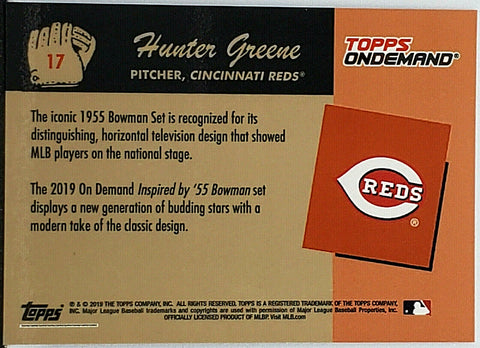 17
Hunter Greene
PITCHER, CINCINNATI REDS®
TOPPS
ONDEMAND®
The iconic 1955 Bowman Set is recognized for its
distinguishing, horizontal television design that showed
MLB players on the national stage.
The 2019 On Demand Inspired by '55 Bowman set
displays a new generation of budding stars with a
modern take of the classic design.
REDS
®
Topps
® & © 2019 THE TOPPS COMPANY, INC. ALL RIGHTS RESERVED. TOPPS IS A REGISTERED TRADEMARK OF THE TOPPS COMPANY,
INC. Major League Baseball trademarks and copyrights are used with permission of Major League Baseball Properties, Inc.
OFFICIALLY LICENSED PRODUCT OF MLBP. Visit MLB.com